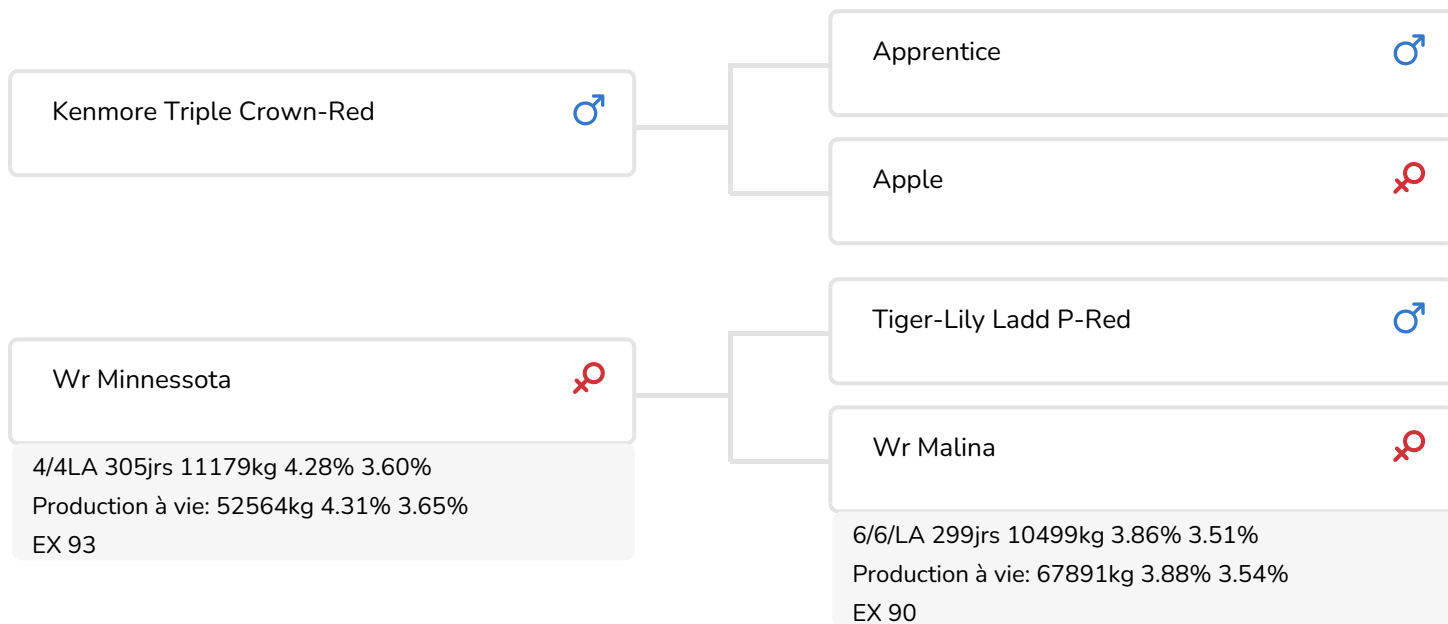 Kenmore Triple Crown-Red
Apprentice
Apple
Wr Minnessota
4/4LA 305jrs 11179kg 4.28% 3.60%
Production à vie: 52564kg 4.31% 3.65%
EX 93
Tiger-Lily Ladd P-Red
Wr Malina
6/6/LA 299jrs 10499kg 3.86% 3.51%
Production à vie: 67891kg 3.88% 3.54%
EX 90